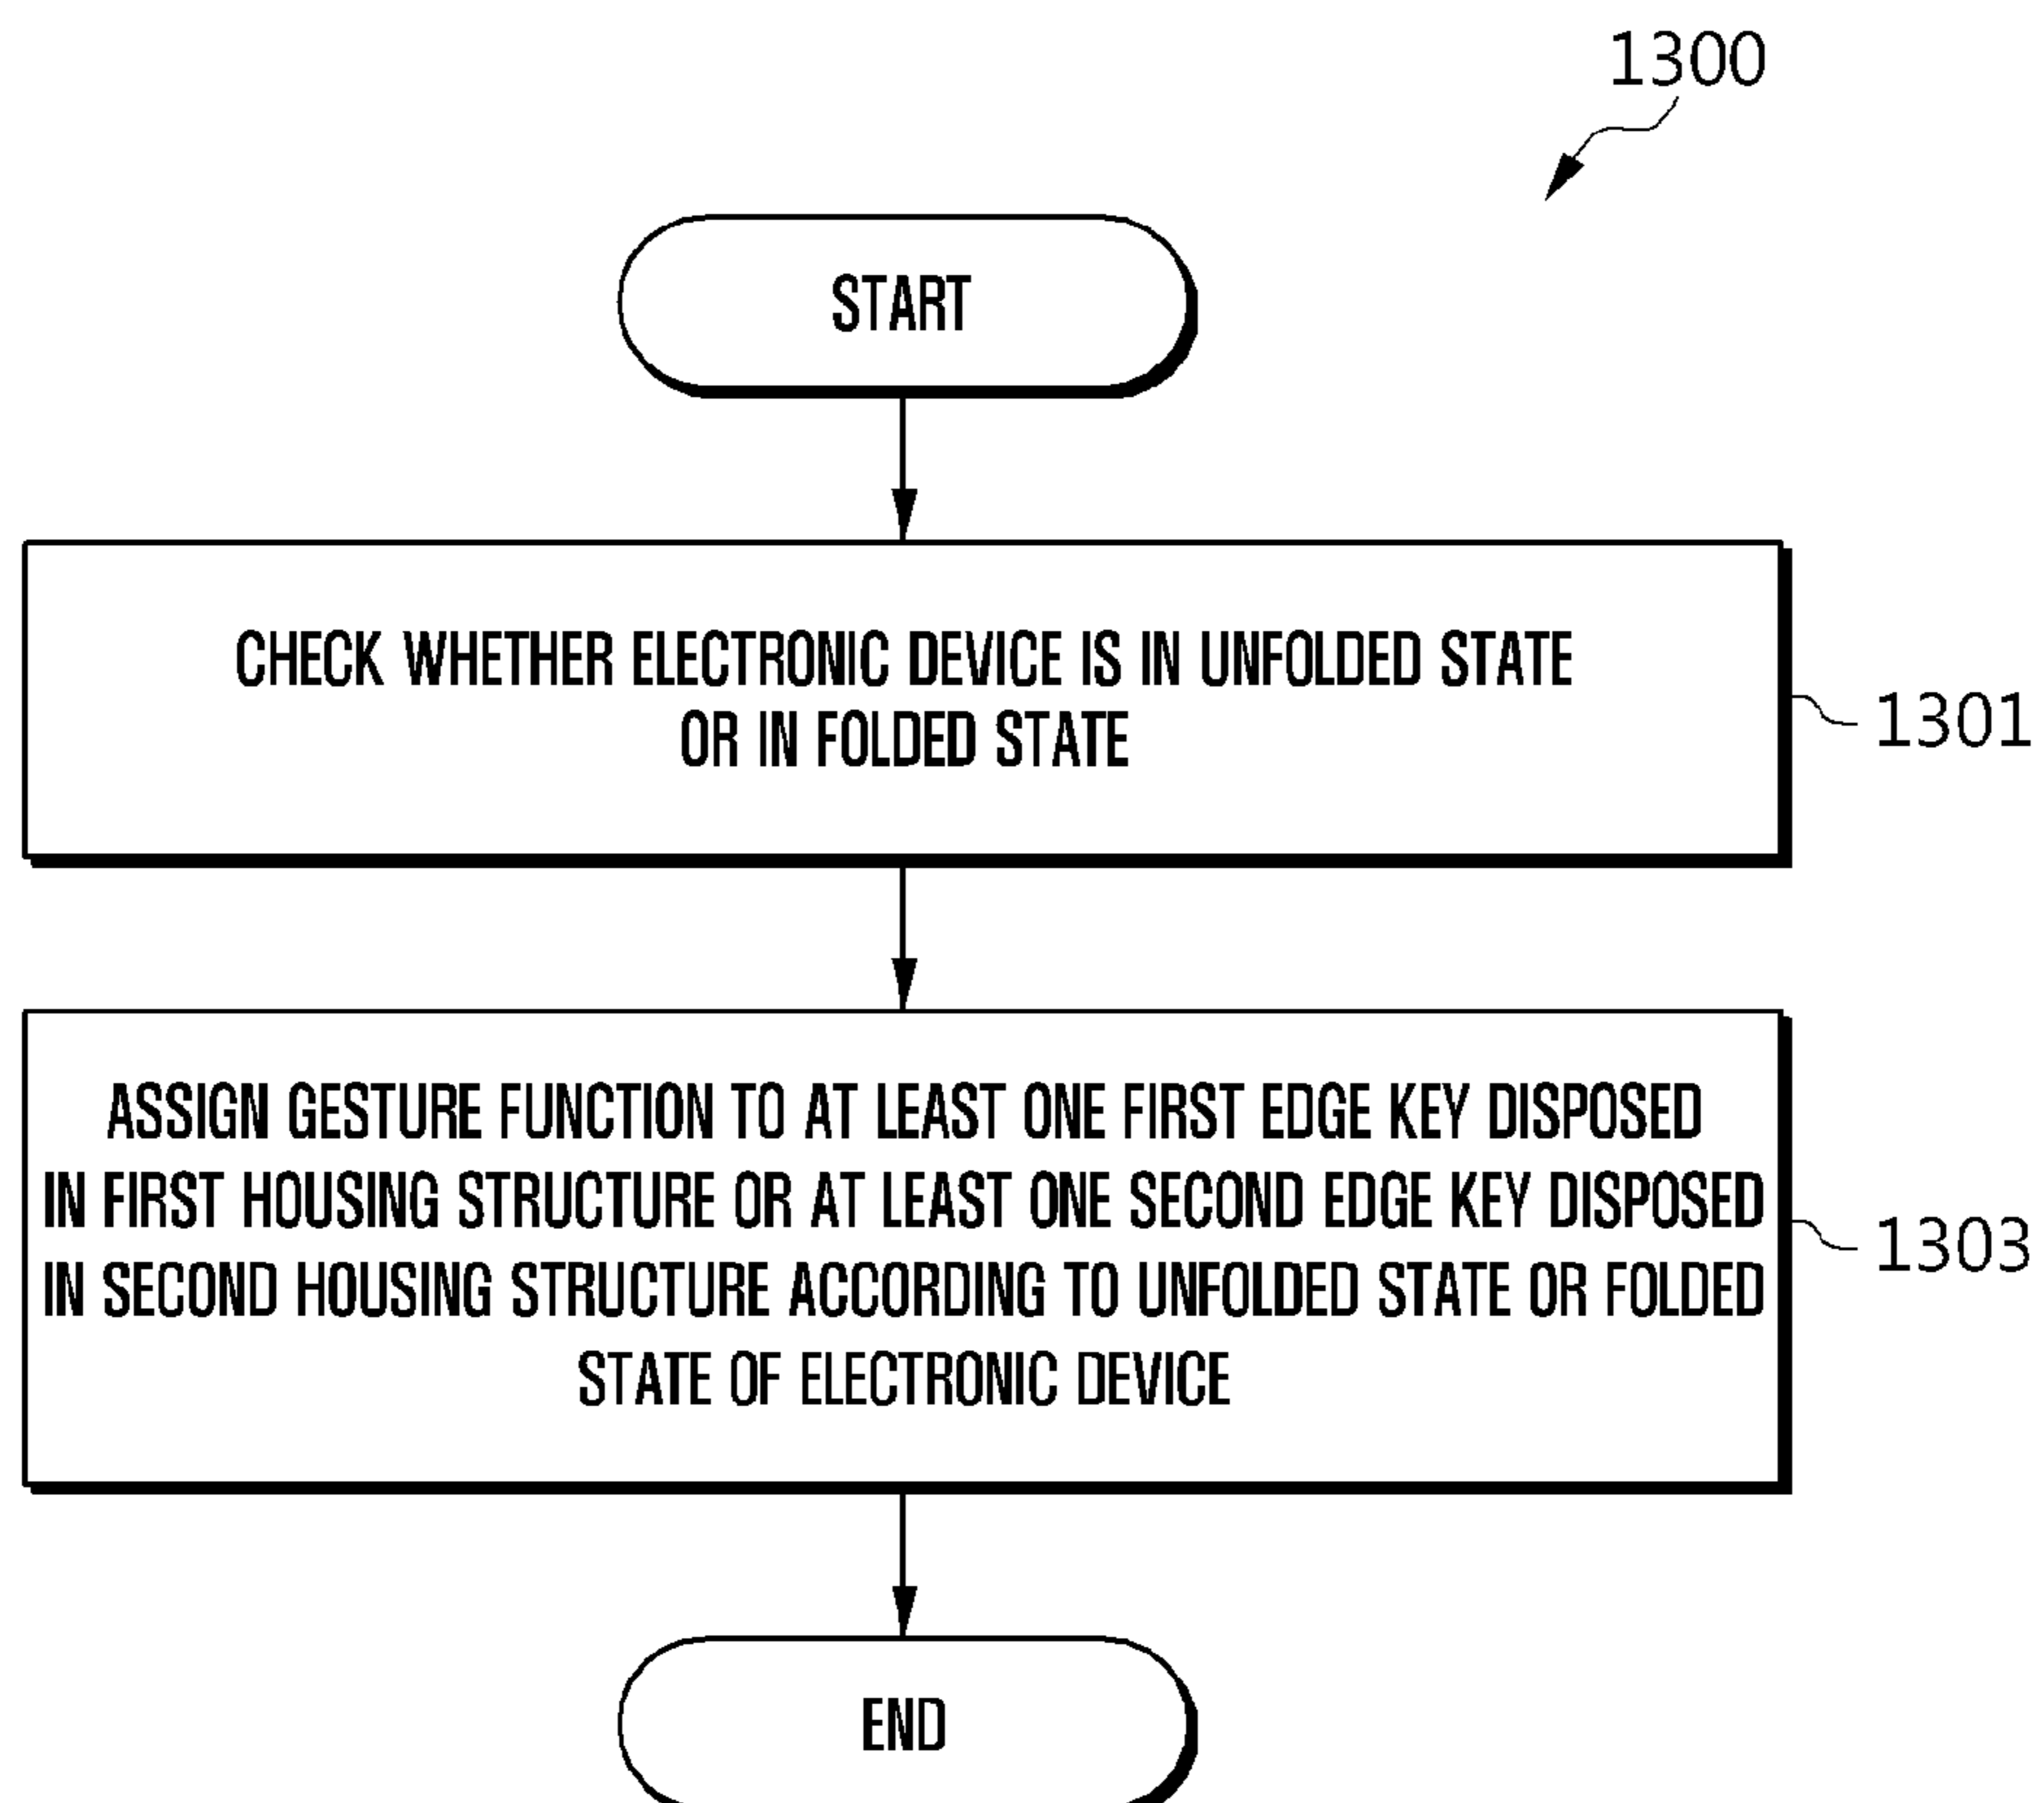 1300
START
CHECK WHETHER ELECTRONIC DEVICE IS IN UNFOLDED STATE
OR IN FOLDED STATE
1301
ASSIGN GESTURE FUNCTION TO AT LEAST ONE FIRST EDGE KEY DISPOSED
IN FIRST HOUSING STRUCTURE OR AT LEAST ONE SECOND EDGE KEY DISPOSED
IN SECOND HOUSING STRUCTURE ACCORDING TO UNFOLDED STATE OR FOLDED
STATE OF ELECTRONIC DEVICE
1303
END